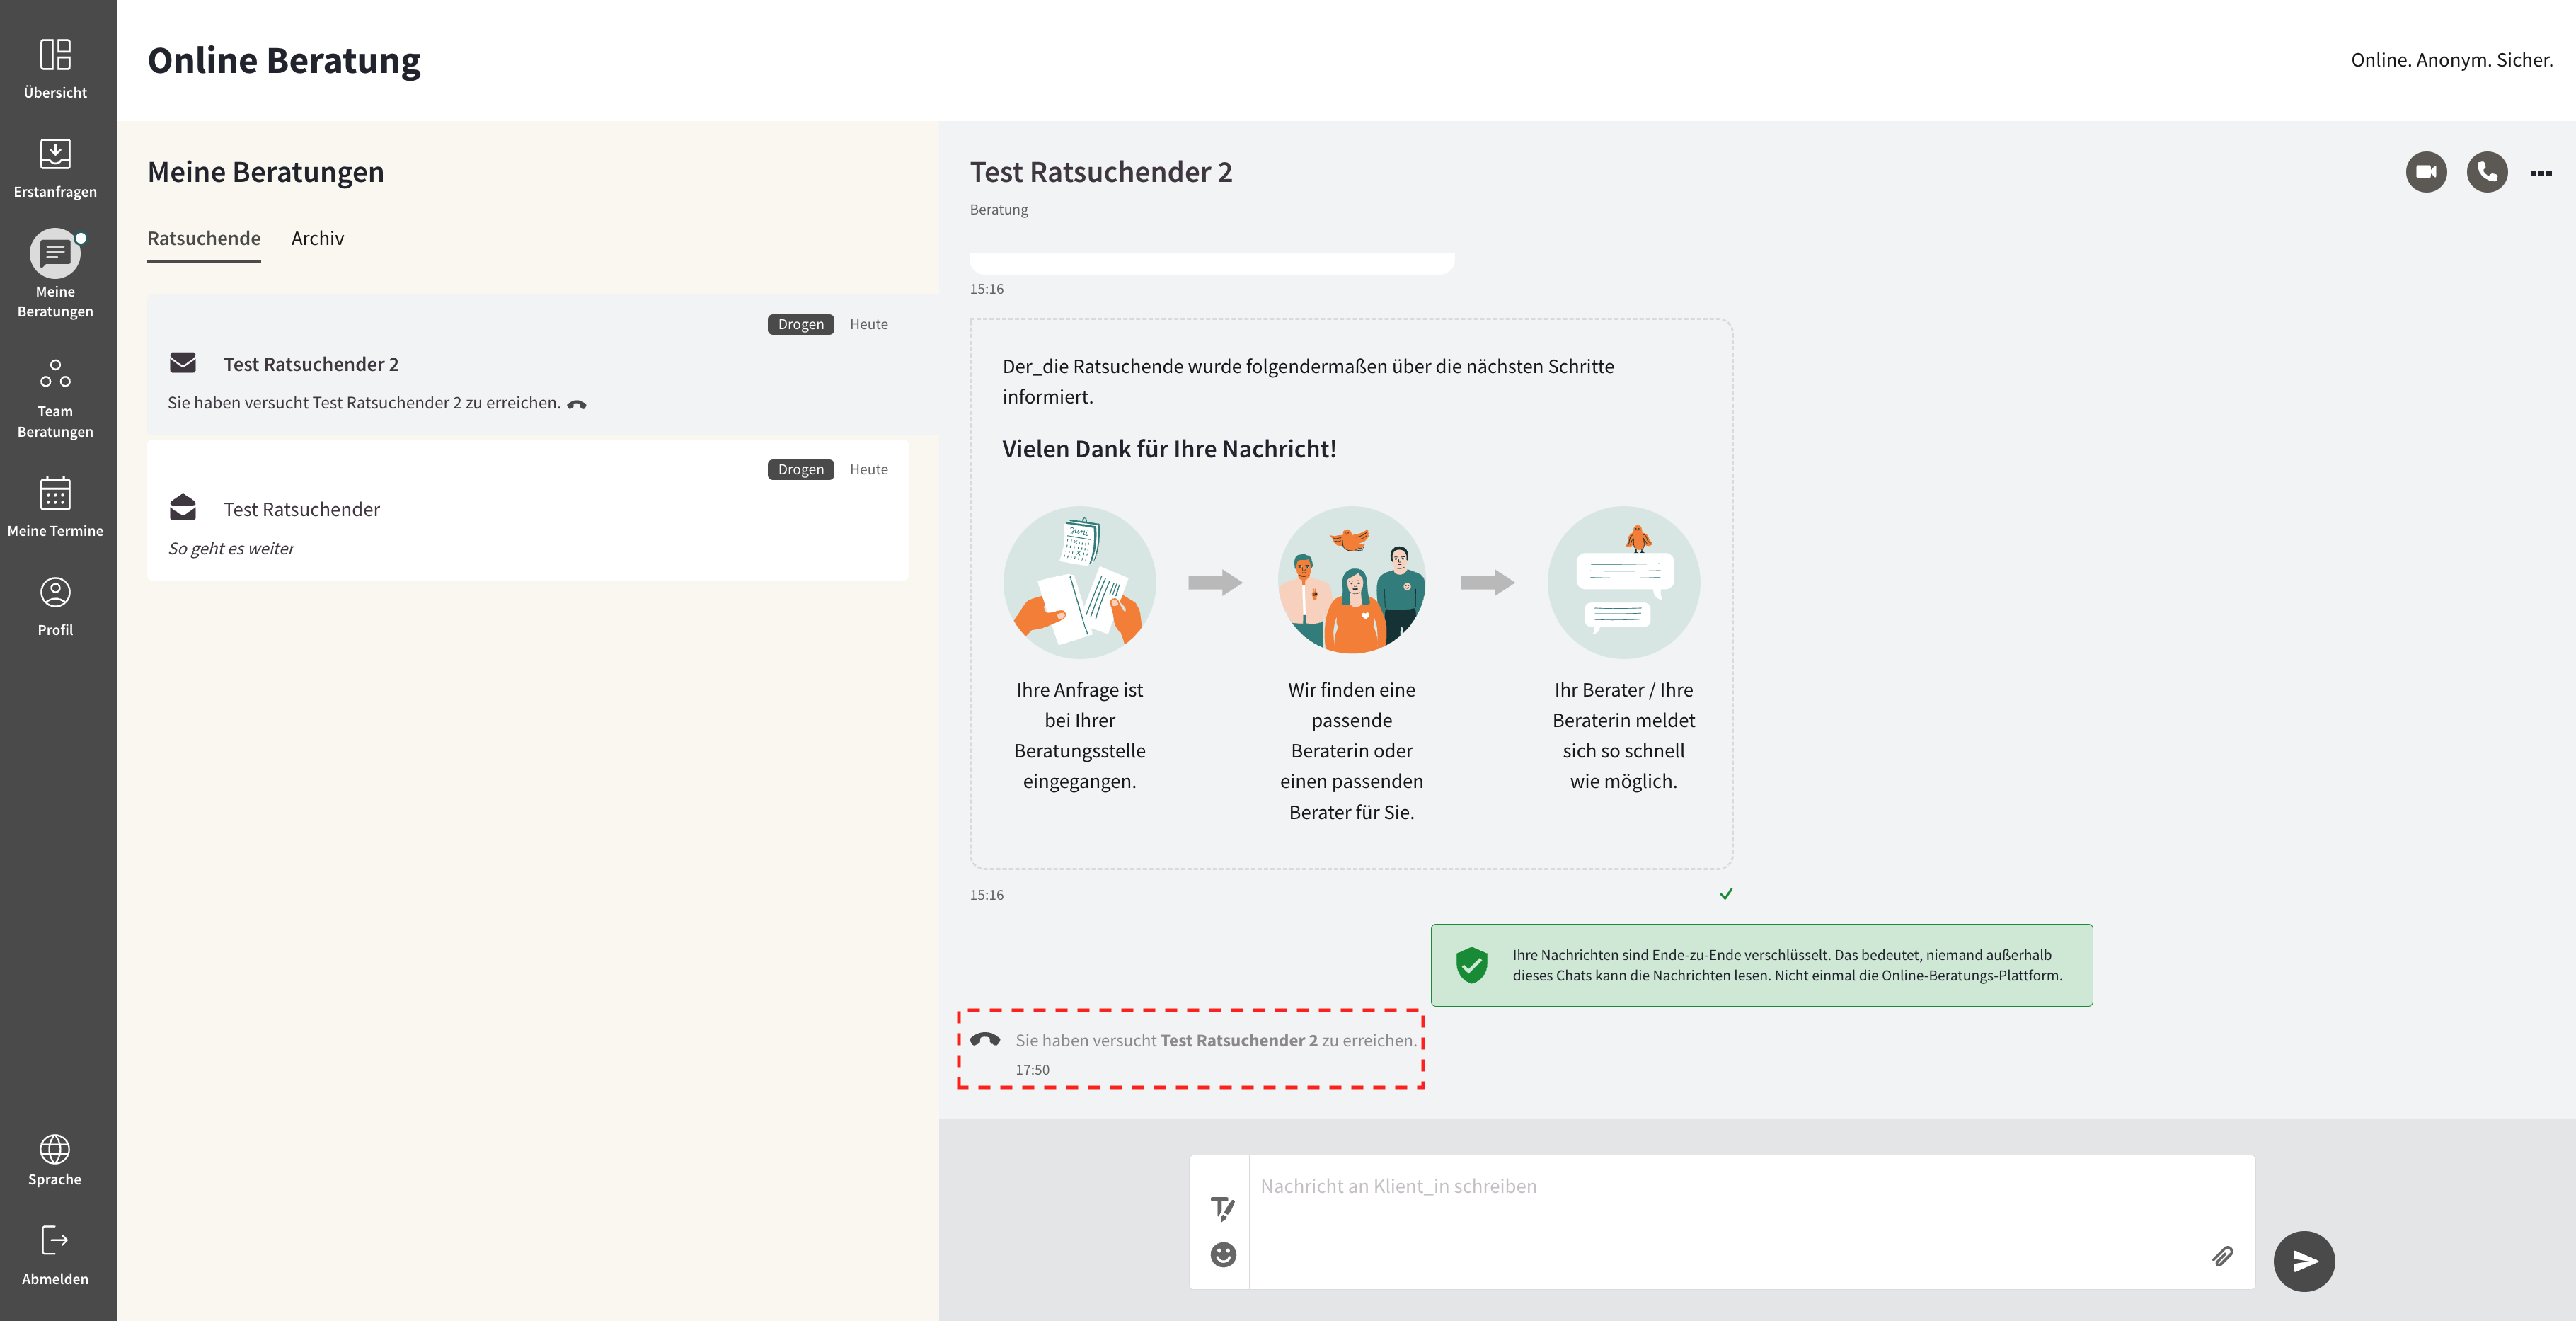 Übersicht
Erstanfragen
Meine
Beratungen
Team
Beratungen
Meine Termine
Profil
Sprache
Abmelden
Online Beratung
Online. Anonym. Sicher.
Meine Beratungen
Ratsuchende
Archiv
Drogen
Heute
Test Ratsuchender 2
Sie haben versucht Test Ratsuchender 2 zu erreichen.
Drogen
Heute
Test Ratsuchender
So geht es weiter
Test Ratsuchender 2
Beratung
15:16
Der_die Ratsuchende wurde folgendermaßen über die nächsten Schritte
informiert.
Vielen Dank für Ihre Nachricht!
Juni
Ihre Anfrage ist
bei Ihrer
Beratungsstelle
eingegangen.
Wir finden eine
passende
Beraterin oder
einen passenden
Berater für Sie.
Ihr Berater / Ihre
Beraterin meldet
sich so schnell
wie möglich.
15:16
Ihre Nachrichten sind Ende-zu-Ende verschlüsselt. Das bedeutet, niemand außerhalb
dieses Chats kann die Nachrichten lesen. Nicht einmal die Online-Beratungs-Plattform.
Sie haben versucht Test Ratsuchender 2 zu erreichen.
17:50
Nachricht an Klient_in schreiben